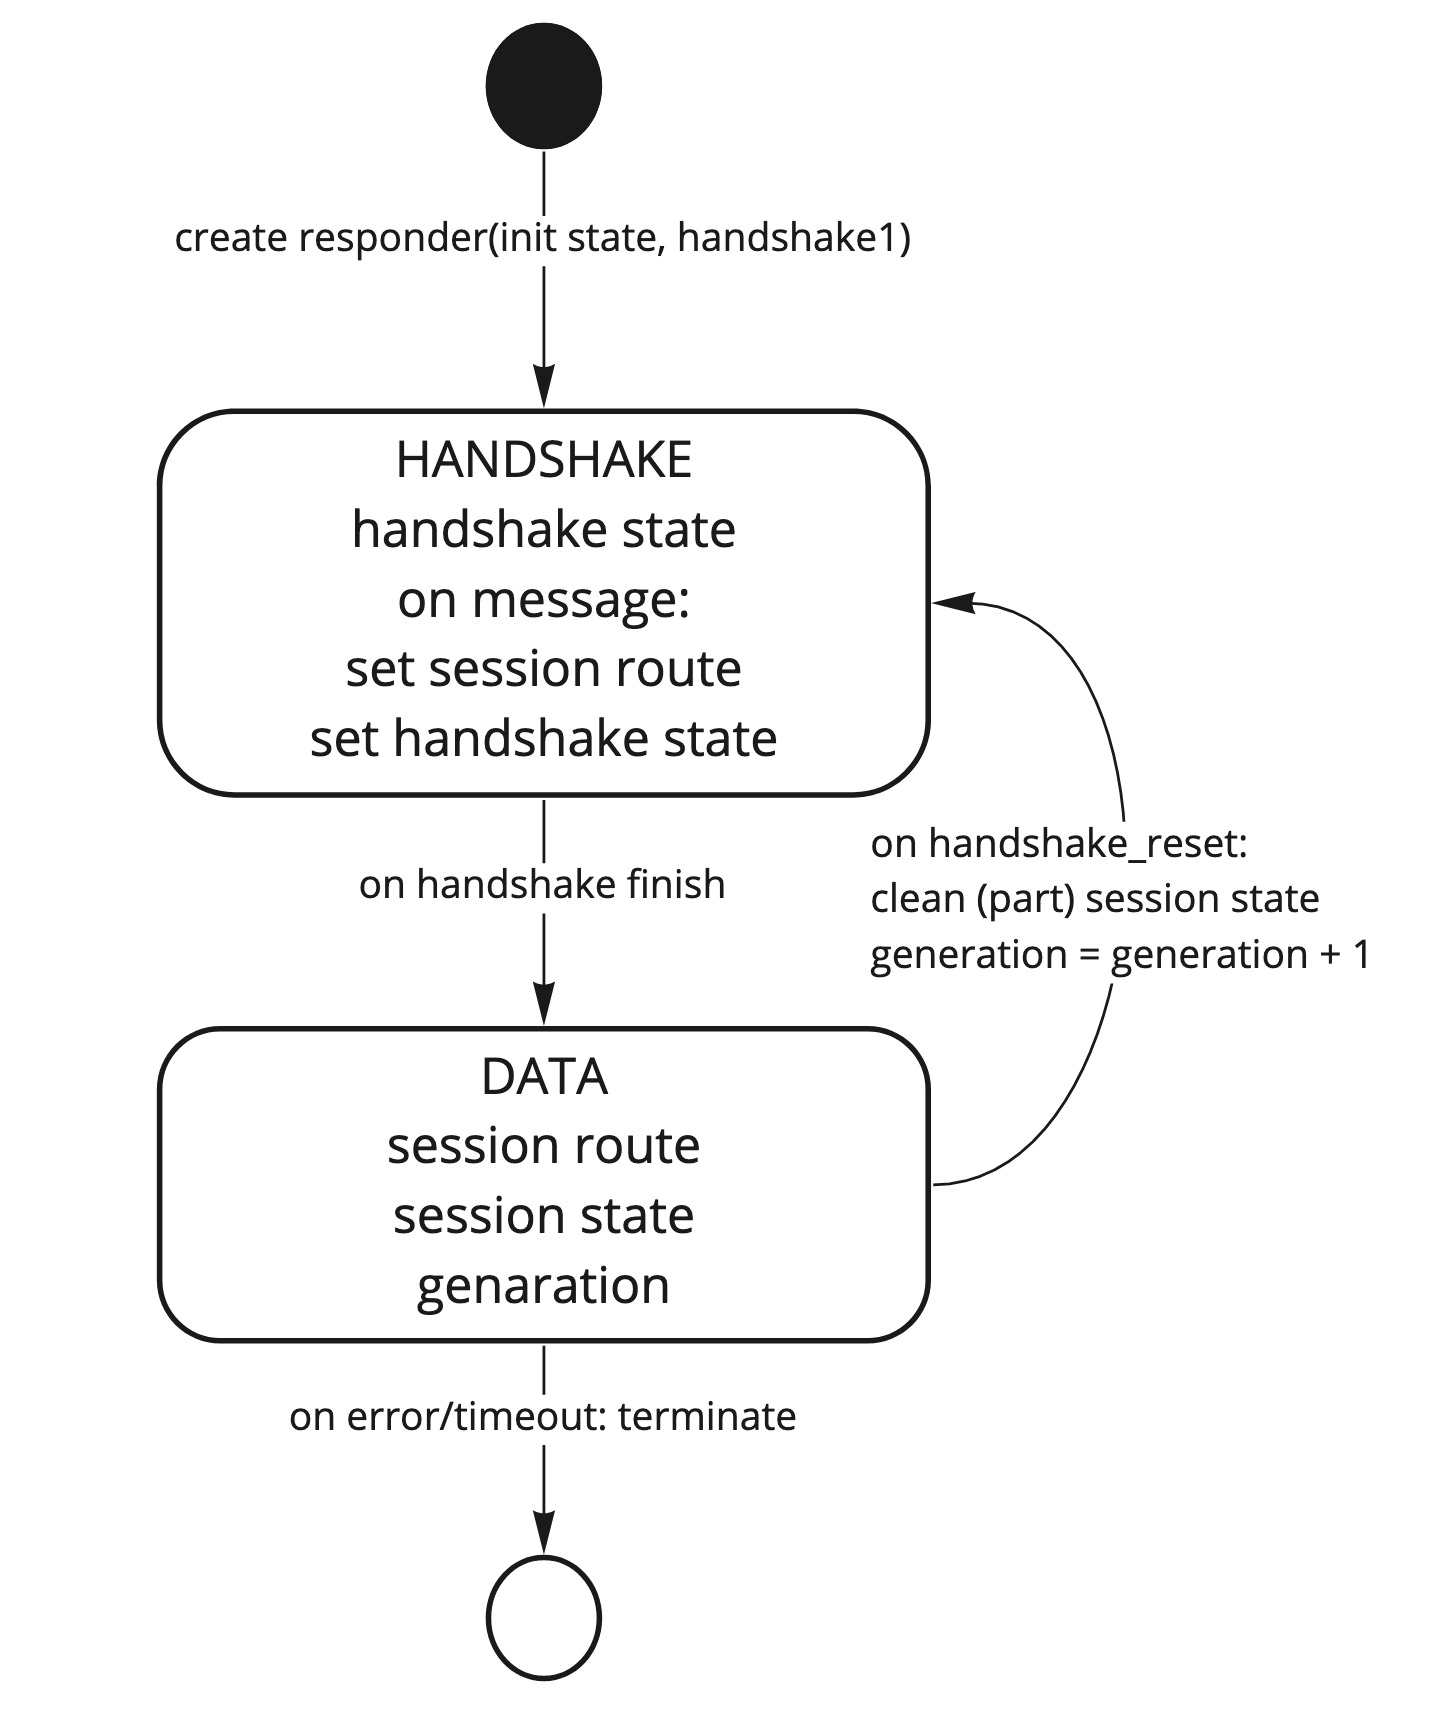 create responder(init state, handshake1)
HANDSHAKE
handshake state
on message:
set session route
set handshake state
on handshake finish
on handshake_reset:
clean (part) session state
generation = generation + 1
DATA
session route
session state
genaration
on error/timeout: terminate